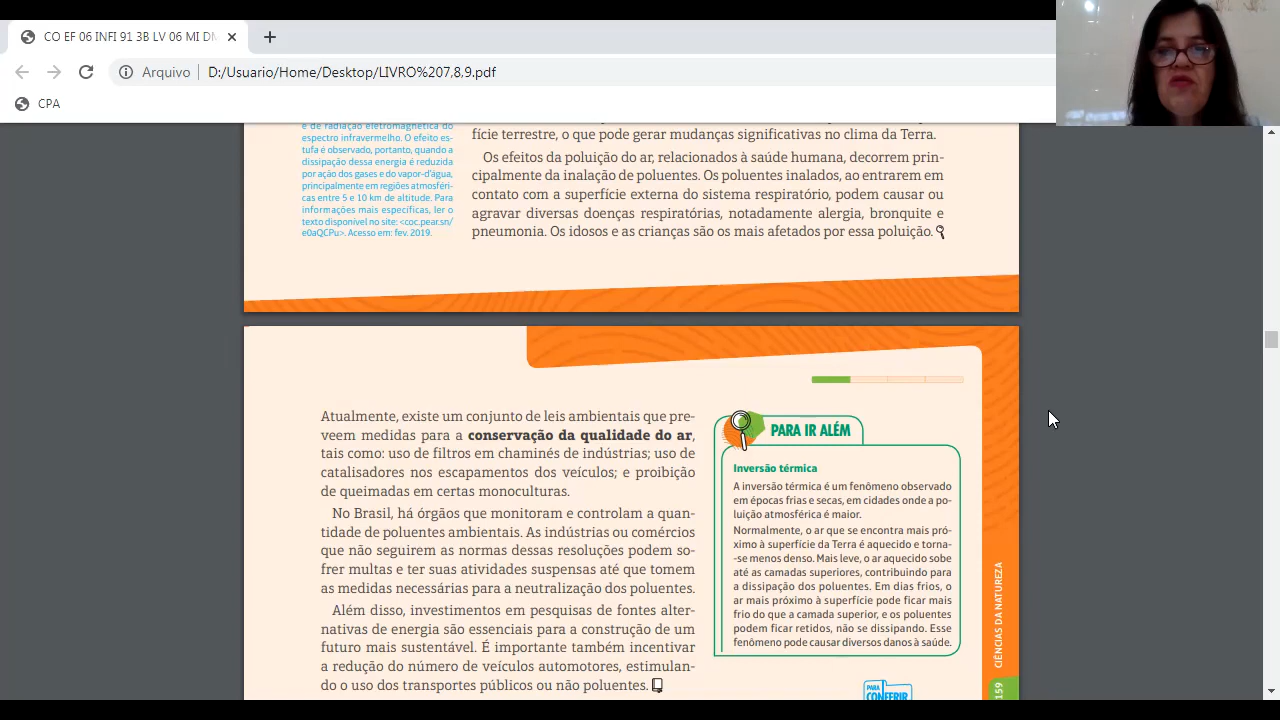 CO EF 06 INFI 91 3B LV 06 MI DM
Arquivo
D:/Usuario/Home/Desktop/LIVRO%207,8,9.pdf
CPA
e de radiação eletromagnética do
espectro infravermelho. O efeito es-
tufa é observado, portanto, quando a
dissipação dessa energia é reduzida
por ação dos gases e do vapor-d'água,
principalmente em regiões atmosféri-
cas entre 5 e 10 km de altitude. Para
informações mais específicas, ler o
texto disponível no site: <coc.pear.sn/
e0aQCPu>. Acesso em: fev. 2019.
fície terrestre, o que pode gerar mudanças significativas no clima da Terra.
Os efeitos da poluição do ar, relacionados à saúde humana, decorrem prin-
cipalmente da inalação de poluentes. Os poluentes inalados, ao entrarem em
contato com a superfície externa do sistema respiratório, podem causar ou
agravar diversas doenças respiratórias, notadamente alergia, bronquite e
pneumonia. Os idosos e as crianças são os mais afetados por essa poluição.
Atualmente, existe um conjunto de leis ambientais que pre-
veem medidas para a conservação da qualidade do ar,
tais como: uso de filtros em chaminés de indústrias; uso de
catalisadores nos escapamentos dos veículos; e proibição
de queimadas em certas monoculturas.
No Brasil, há órgãos que monitoram e controlam a quan-
tidade de poluentes ambientais. As indústrias ou comércios
que não seguirem as normas dessas resoluções podem so-
frer multas e ter suas atividades suspensas até que tomem
as medidas necessárias para a neutralização dos poluentes.
Além disso, investimentos em pesquisas de fontes alter-
nativas de energia são essenciais para a construção de um
futuro mais sustentável. É importante também incentivar
a redução do número de veículos automotores, estimulan-
do o uso dos transportes públicos ou não poluentes.
PARA IR ALÉM
Inversão térmica
A inversão térmica é um fenômeno observado
em épocas frias e secas, em cidades onde a po-
luição atmosférica é maior.
Normalmente, o ar que se encontra mais pró-
ximo à superfície da Terra é aquecido e torna-
-se menos denso. Mais leve, o ar aquecido sobe
até as camadas superiores, contribuindo para
a dissipação dos poluentes. Em dias frios, o
ar mais próximo à superfície pode ficar mais
frio do que a camada superior, e os poluentes
podem ficar retidos, não se dissipando. Esse
fenômeno pode causar diversos danos à saúde.
PARA
CONFERIR
CIÊNCIAS DA NATUREZA
159